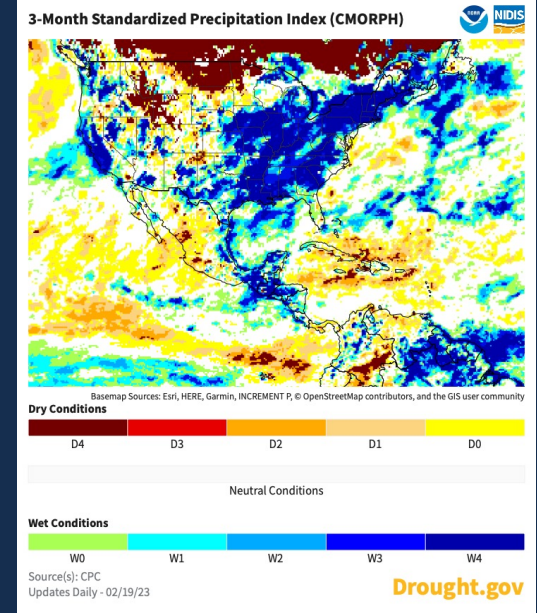 3-Month Standardized Precipitation Index (CMORPH)
NOAA
NIDIS
Basemap Sources: Esri, HERE, Garmin, INCREMENT P, © OpenStreetMap contributors, and the GIS user community
Dry Conditions
D4 D3 D2 D1 D0
Neutral Conditions
Wet Conditions
W0 W1 W2 W3 W4
Source(s): CPC
Updates Daily - 02/19/23
Drought.gov